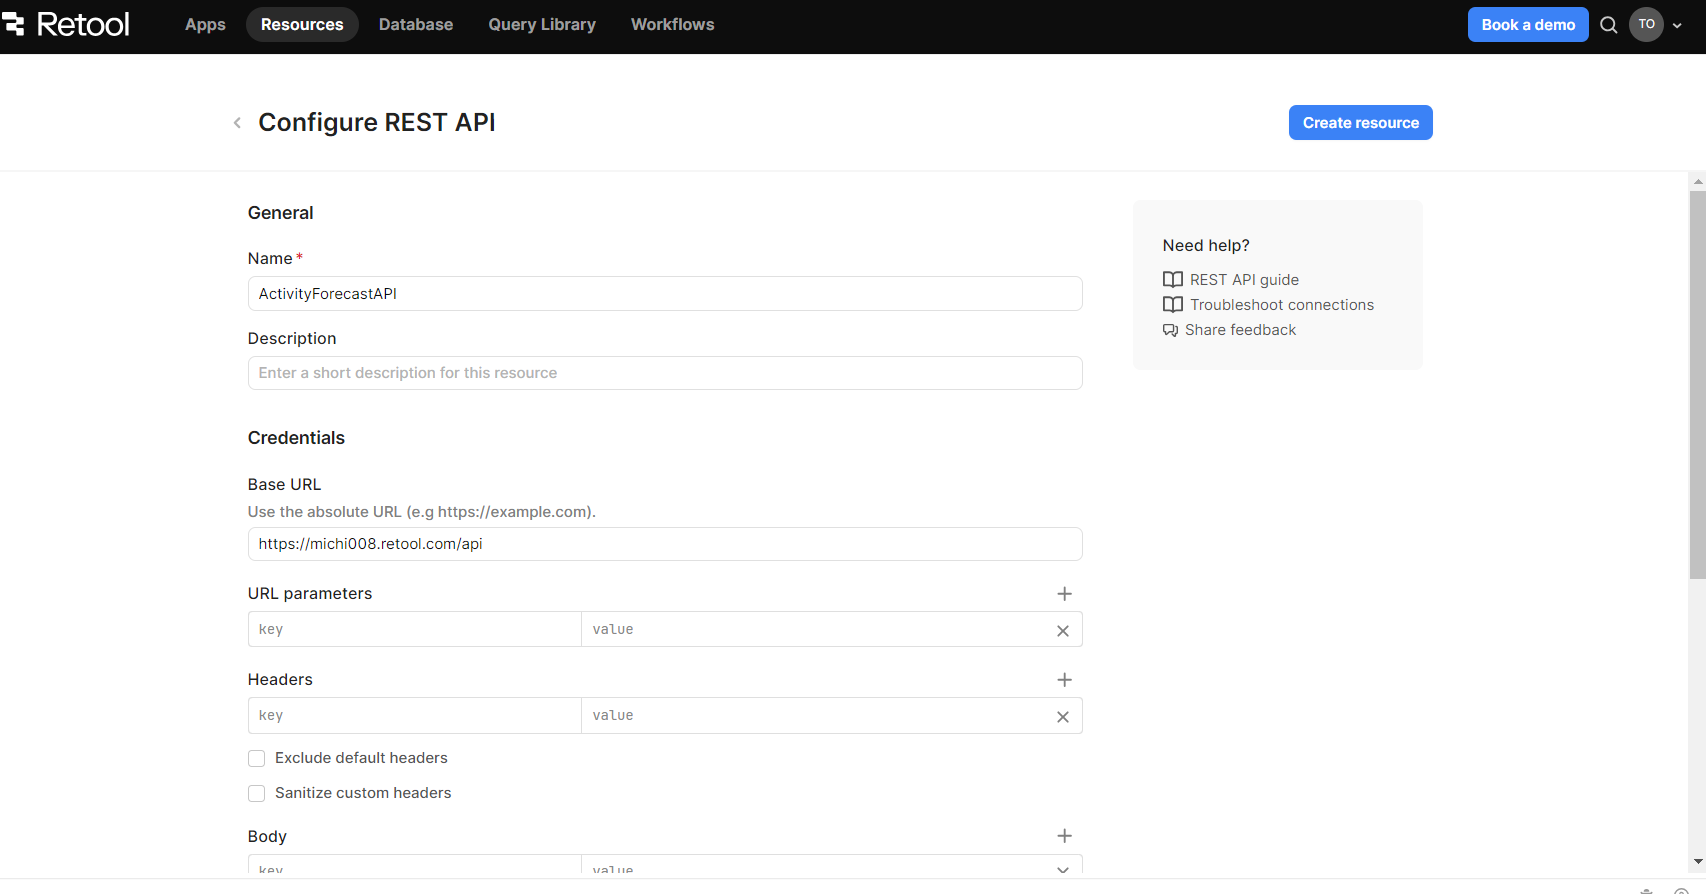 Retool Apps Resources Database Query Library Workflows Book a demo TO
Configure REST API Create resource
General
Name*
ActivityForecastAPI
Description
Enter a short description for this resource
Need help?
REST API guide
Troubleshoot connections
Share feedback
Credentials
Base URL
Use the absolute URL (e.g https://example.com).
https://michi008.retool.com/api
URL parameters
key value
Headers
key value
Exclude default headers
Sanitize custom headers
Body
key value